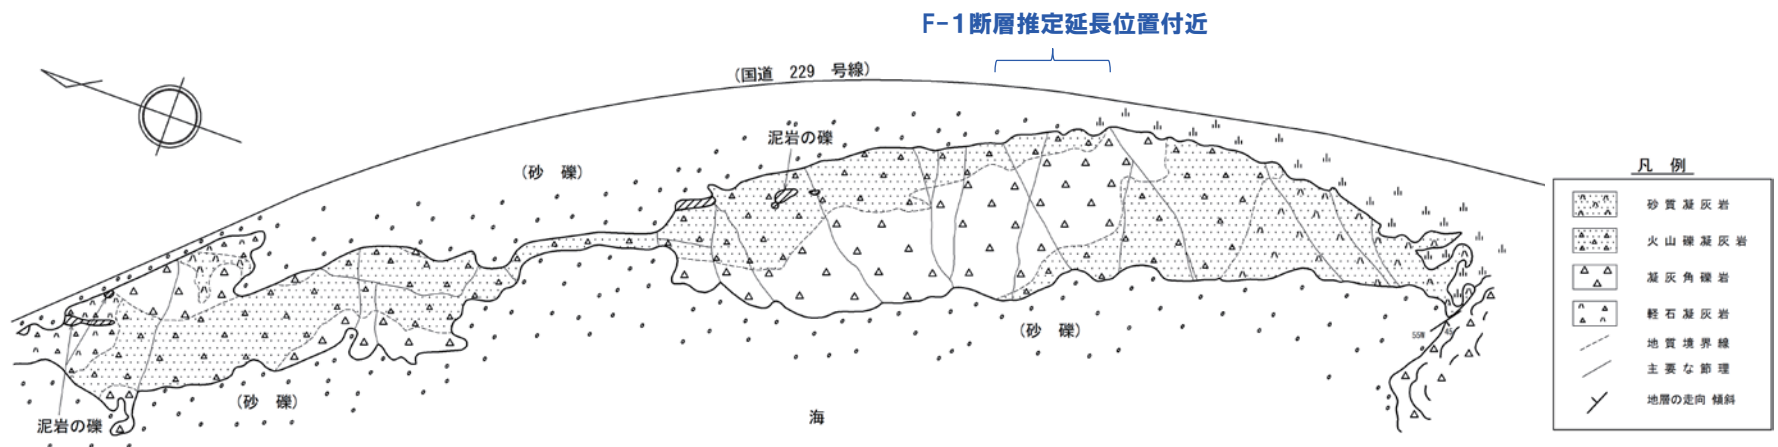 F-1断層推定延長位置付近
(国道 229 号線)
泥岩の礫
(砂 礫)
凡 例
砂質凝灰岩
火山礫凝灰岩
凝灰角礫岩
軽石凝灰岩
地質境界線
主要な節理
地層の走向 傾斜
(砂 礫)
55W 45
(砂 礫)
泥岩の礫
海